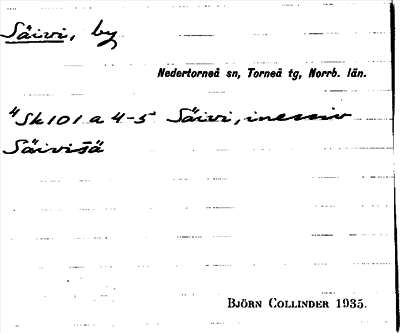 Säivi, by
Nedertorneå sn, Torneå tg, Norrb. län.
"Sk101 a 4-5 Säivi, inessiv
Säivisä
BJÖRN COLLINDER 1935.